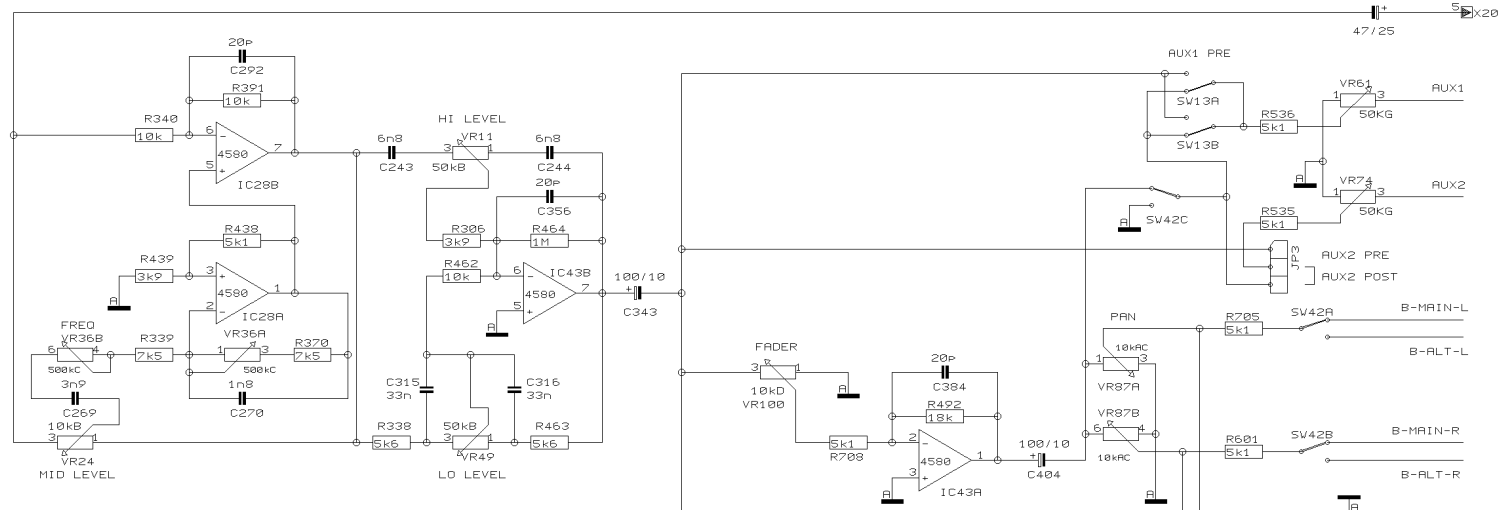 5 X20
+
47/25
20p
C292
R391
10k
R340
10k
6 -
4580
7
5 +
IC28B
6n8
C243
HI LEVEL
VR11
3 1
50kB
6n8
C244
20p
C356
R306
3k9
R464
1M
R462
10k
6 -
IC43B
4580
7
5 +
A
100/10
+
C343
R438
5k1
R439
3k9
A
3 +
4580
1
2 -
IC28A
FREQ
VR36B
6 4
500kC
R339
7k5
VR36A
1 3
500kC
R370
7k5
3n9
C269
1n8
C270
10kB
3 1
VR24
MID LEVEL
C315
33n
C316
33n
R338
5k6
50kB
3 1
VR49
LO LEVEL
R463
5k6
AUX1 PRE
SW13A
SW13B
R536
5k1
VR61
1 3
50KG
AUX1
A
VR74
1 3
50KG
AUX2
R535
5k1
SW42C
A
JP3
AUX2 PRE
AUX2 POST
FADER
3 1
10kD
VR100
A
20p
C384
R492
18k
5k1
R708
2 -
4580
1
3 +
IC43A
A
100/10
+
C404
PAN
10kAC
1 3
VR87A
VR87B
6 4
10kAC
A
R705
5k1
SW42A
B-MAIN-L
B-ALT-L
R601
5k1
SW42B
B-MAIN-R
B-ALT-R
A